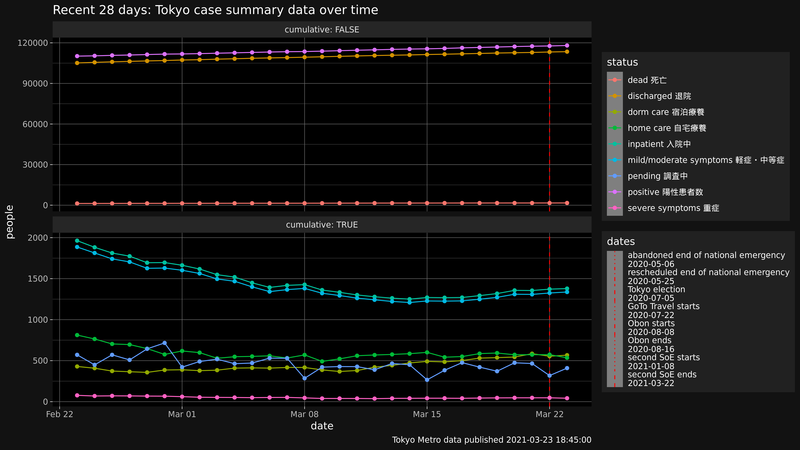 Recent 28 days: Tokyo case summary data over time
cumulative: FALSE
120000
90000
60000
30000
0
cumulative: TRUE
2000
1500
1000
500
0
people
Feb 22
Mar 01
Mar 08
Mar 15
Mar 22
date
status
dead 死亡
discharged 退院
dorm care 宿泊療養
home care 自宅療養
inpatient 入院中
mild/moderate symptoms 軽症・中等症
pending 調査中
positive 陽性患者数
severe symptoms 重症
dates
abandoned end of national emergency
2020-05-06
rescheduled end of national emergency
2020-05-25
Tokyo election
2020-07-05
GoTo Travel starts
2020-07-22
Obon starts
2020-08-08
Obon ends
2020-08-16
second SoE starts
2021-01-08
second SoE ends
2021-03-22
Tokyo Metro data published 2021-03-23 18:45:00